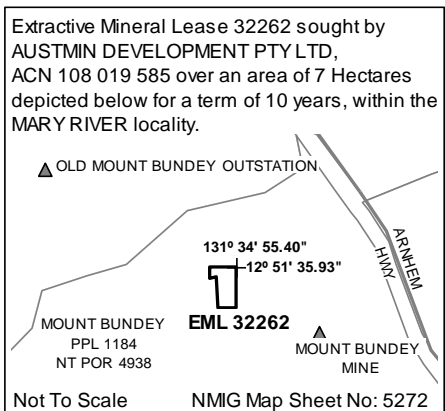 Extractive Mineral Lease 32262 sought by
AUSTMIN DEVELOPMENT PTY LTD,
ACN 108 019 585 over an area of 7 Hectares
depicted below for a term of 10 years, within the
MARY RIVER locality.
OLD MOUNT BUNDEY OUTSTATION
ARNHEM
HWY
131º 34' 55.40"
12º 51' 35.93"
EML 32262
MOUNT BUNDEY
PPL 1184
NT POR 4938
MOUNT BUNDEY
MINE
Not To Scale NMIG Map Sheet No: 5272